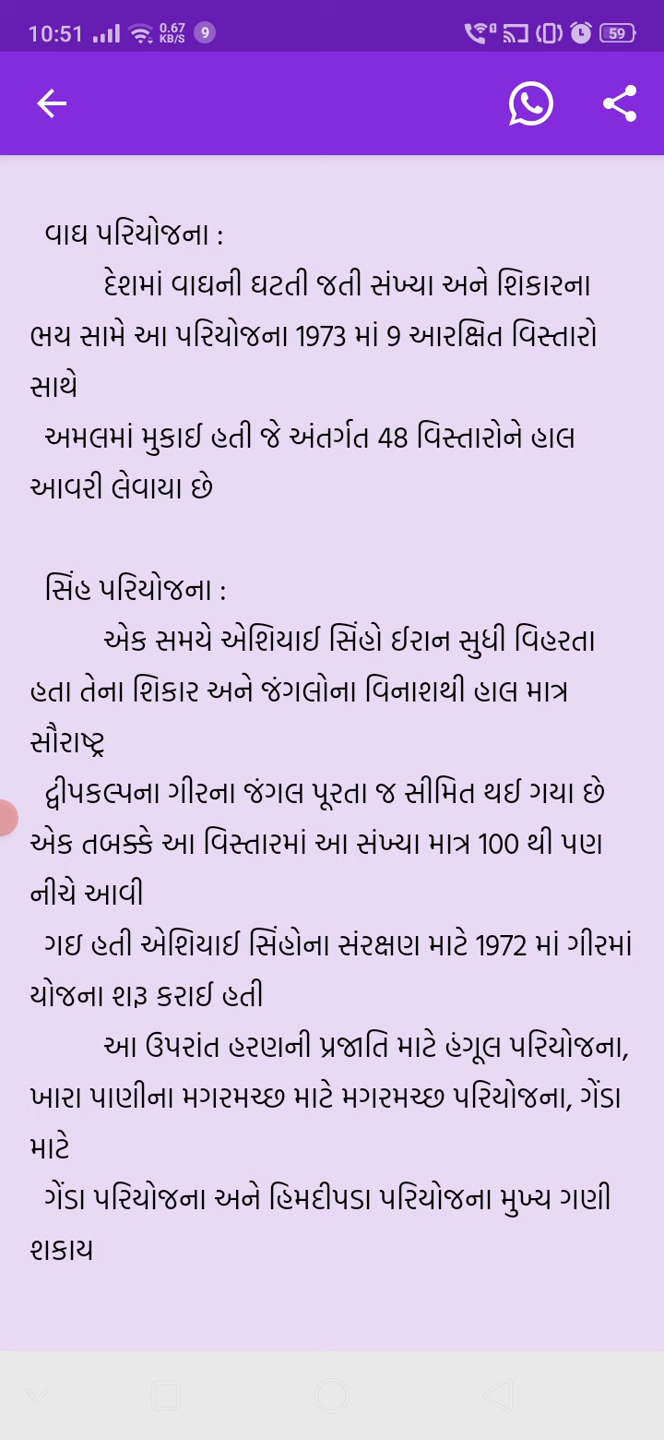 10:51 0.67 KB/S 9 59
વાઘ પરિયોજના :
દેશમાં વાઘની ઘટતી જતી સંખ્યા અને શિકારના
ભય સામે આ પરિયોજના 1973 માં 9 આરક્ષિત વિસ્તારો
સાથે
અમલમાં મુકાઈ હતી જે અંતર્ગત 48 વિસ્તારોને હાલ
આવરી લેવાયા છે
સિંહ પરિયોજના :
એક સમયે એશિયાઈ સિંહો ઈરાન સુધી વિહરતા
હતા તેના શિકાર અને જંગલોના વિનાશથી હાલ માત્ર
સૌરાષ્ટ્ર
દ્વીપકલ્પના ગીરના જંગલ પૂરતા જ સીમિત થઈ ગયા છે
એક તબક્કે આ વિસ્તારમાં આ સંખ્યા માત્ર 100 થી પણ
નીચે આવી
ગઇ હતી એશિયાઈ સિંહોના સંરક્ષણ માટે 1972 માં ગીરમાં
યોજના શરૂ કરાઈ હતી
આ ઉપરાંત હરણની પ્રજાતિ માટે હંગૂલ પરિયોજના,
ખારા પાણીના મગરમચ્છ માટે મગરમચ્છ પરિયોજના, ગેંડા
માટે
ગેંડા પરિયોજના અને હિમદીપડા પરિયોજના મુખ્ય ગણી
શકાય